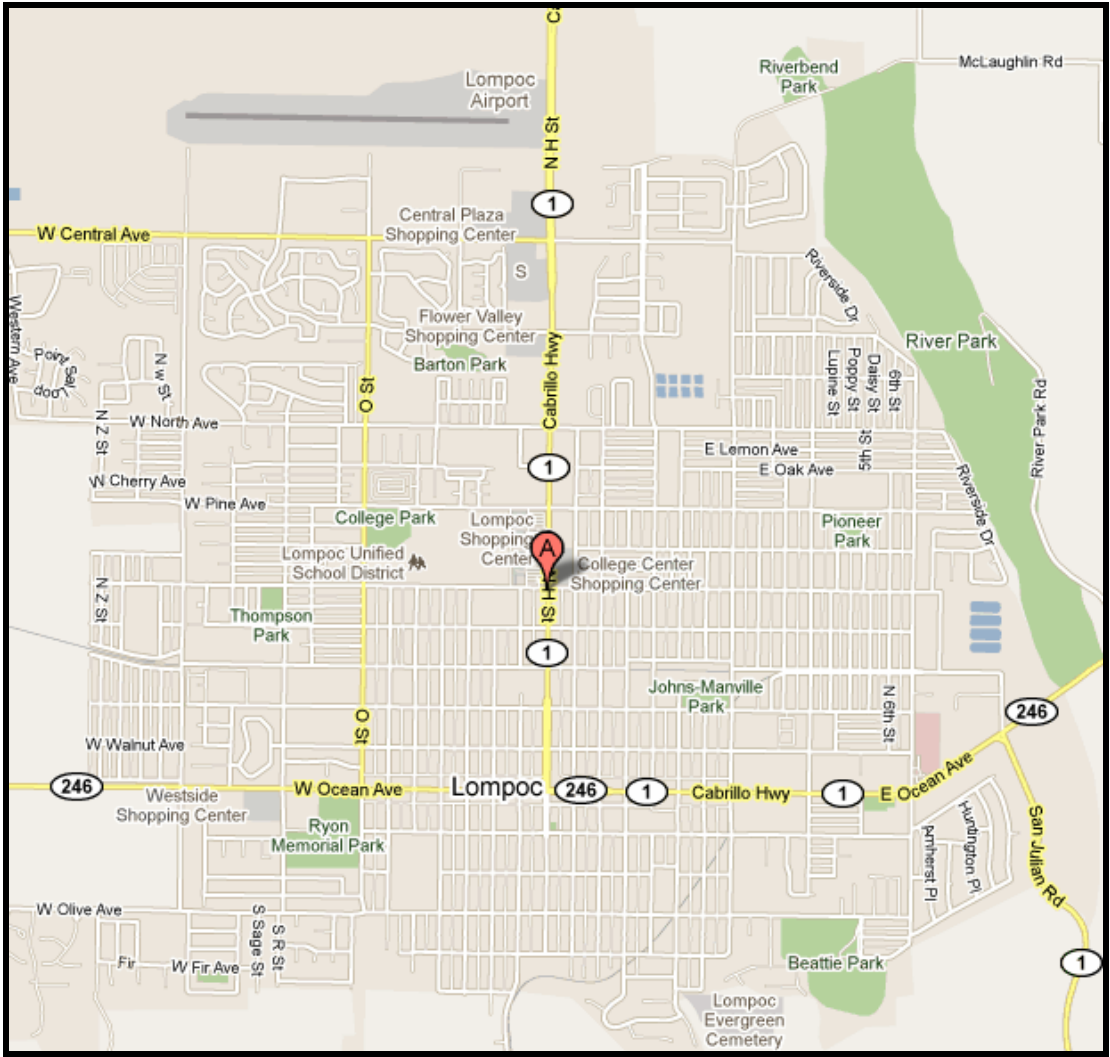 Ca
Lompoc
Airport
N H St
Riverbend
Park
McLaughlin Rd
1
W Central Ave
Central Plaza
Shopping Center
S
Riverside Dr
Western Ave
Flower Valley
Shopping Center
Cabrillo Hwy
River Park
Point Sal
Loop
N w St
Barton Park
O St
Lupine St
Poppy St
Daisy St
6th St
River Park Rd
N Z St
W North Ave
5th St
E Lemon Ave
E Oak Ave
1
W Cherry Ave
W Pine Ave
Riverside Dr
College Park
Lompoc
Shopping
Center
Pioneer
Park
A
Lompoc Unified
School District
College Center
Shopping Center
N Z St
H St
Thompson
Park
1
Johns-Manville
Park
N 6th St
246
O St
W Walnut Ave
E Ocean Ave
246
W Ocean Ave
Lompoc
246
1
Cabrillo Hwy
1
Westside
Shopping Center
Ryon
Memorial Park
Amherst Pl
Huntington Pl
San Julian Rd
W Olive Ave
S Sage St
S R St
Fir
W Fir Ave
Beattie Park
1
Lompoc
Evergreen
Cemetery